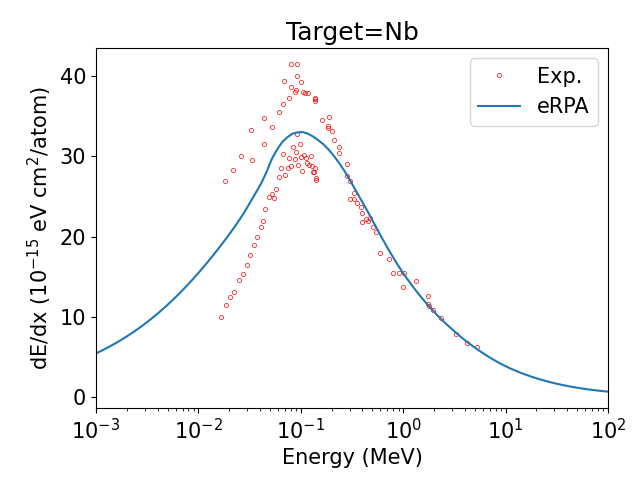 Target=Nb
Exp.
eRPA
dE/dx (10⁻¹⁵ eV cm²/atom)
40
30
20
10
0
10⁻³ 10⁻² 10⁻¹ 10⁰ 10¹ 10²
Energy (MeV)